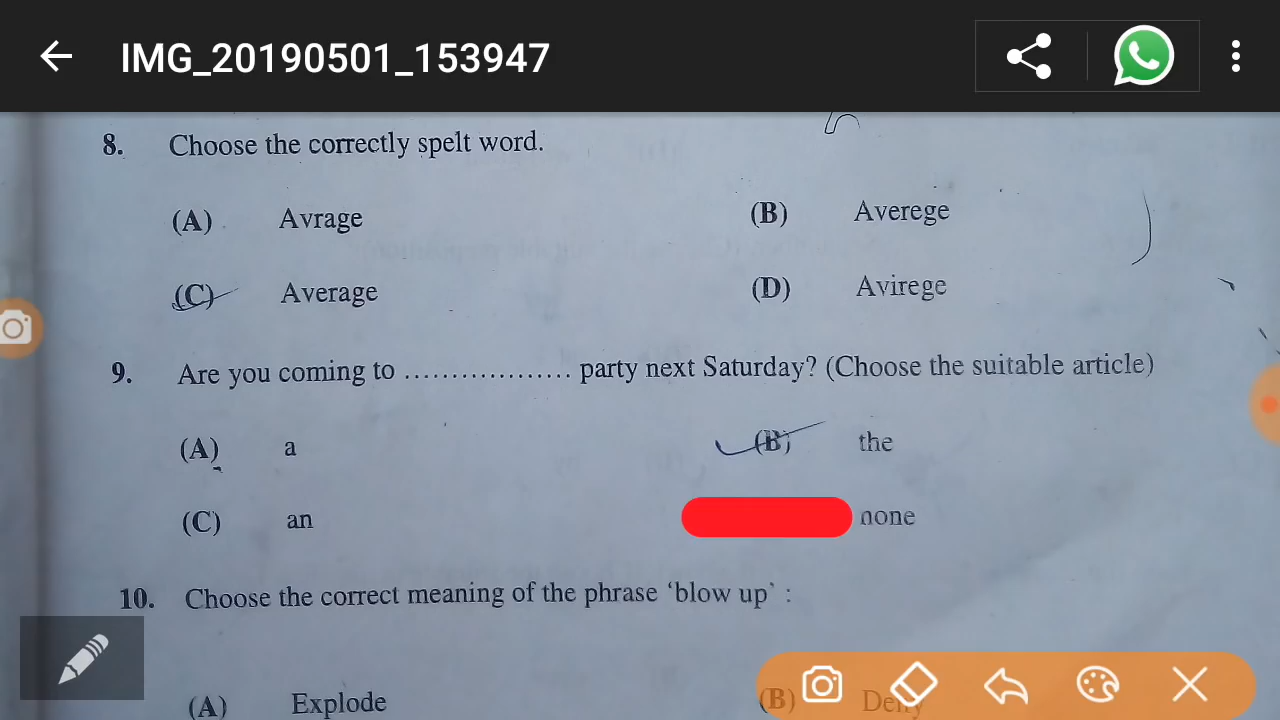 IMG_20190501_153947
8. Choose the correctly spelt word.
(A) Avrage (B) Averege
(C) Average (D) Avirege
9. Are you coming to .................. party next Saturday? (Choose the suitable article)
(A) a (B) the
(C) an none
10. Choose the correct meaning of the phrase ‘blow up’ :
(A) Explode (B) Deny